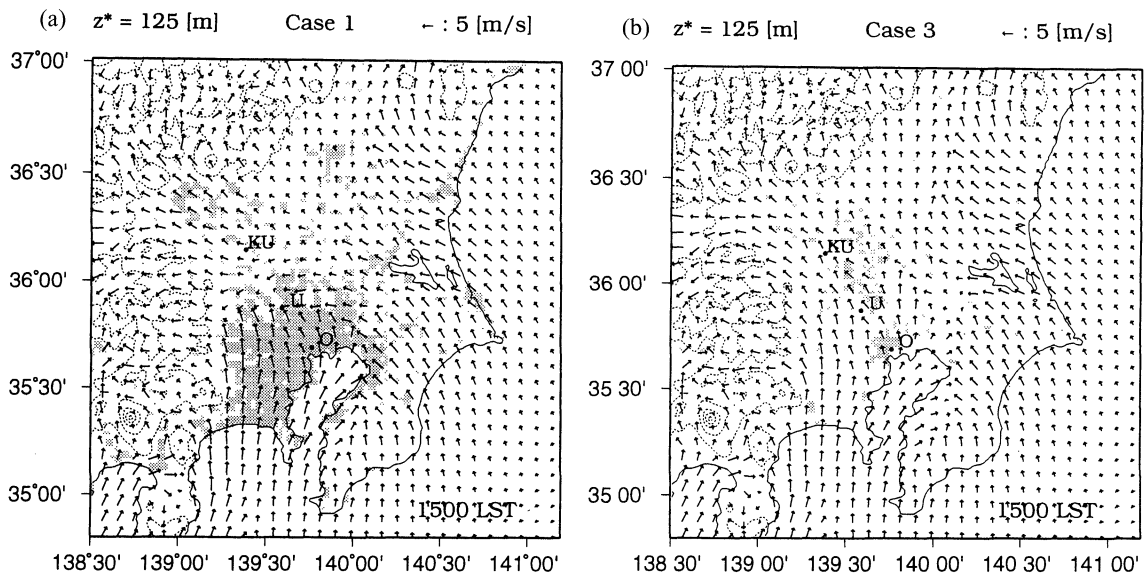 (a) z* = 125 [m] Case 1 ← : 5 [m/s]
37°00'
36°30'
36°00'
35°30'
35°00'
KU
U
O
1500 LST
138°30' 139°00' 139°30' 140°00' 140°30' 141°00'
(b) z* = 125 [m] Case 3 ← : 5 [m/s]
37 00'
36 30'
36 00'
35 30'
35 00'
KU
U
O
1500 LST
138 30' 139 00' 139 30' 140 00' 140 30' 141 00'